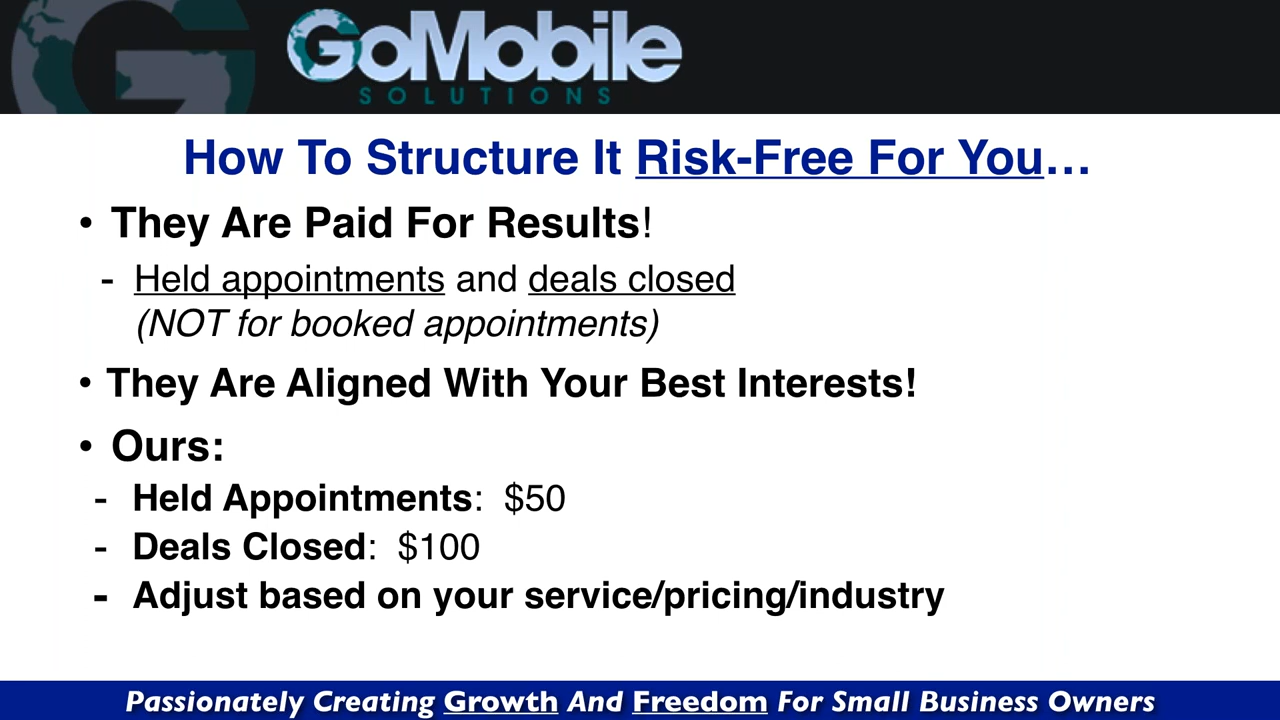 GoMobile
SOLUTIONS
How To Structure It Risk-Free For You…
• They Are Paid For Results!
- Held appointments and deals closed
(NOT for booked appointments)
• They Are Aligned With Your Best Interests!
• Ours:
- Held Appointments: $50
- Deals Closed: $100
- Adjust based on your service/pricing/industry
Passionately Creating Growth And Freedom For Small Business Owners